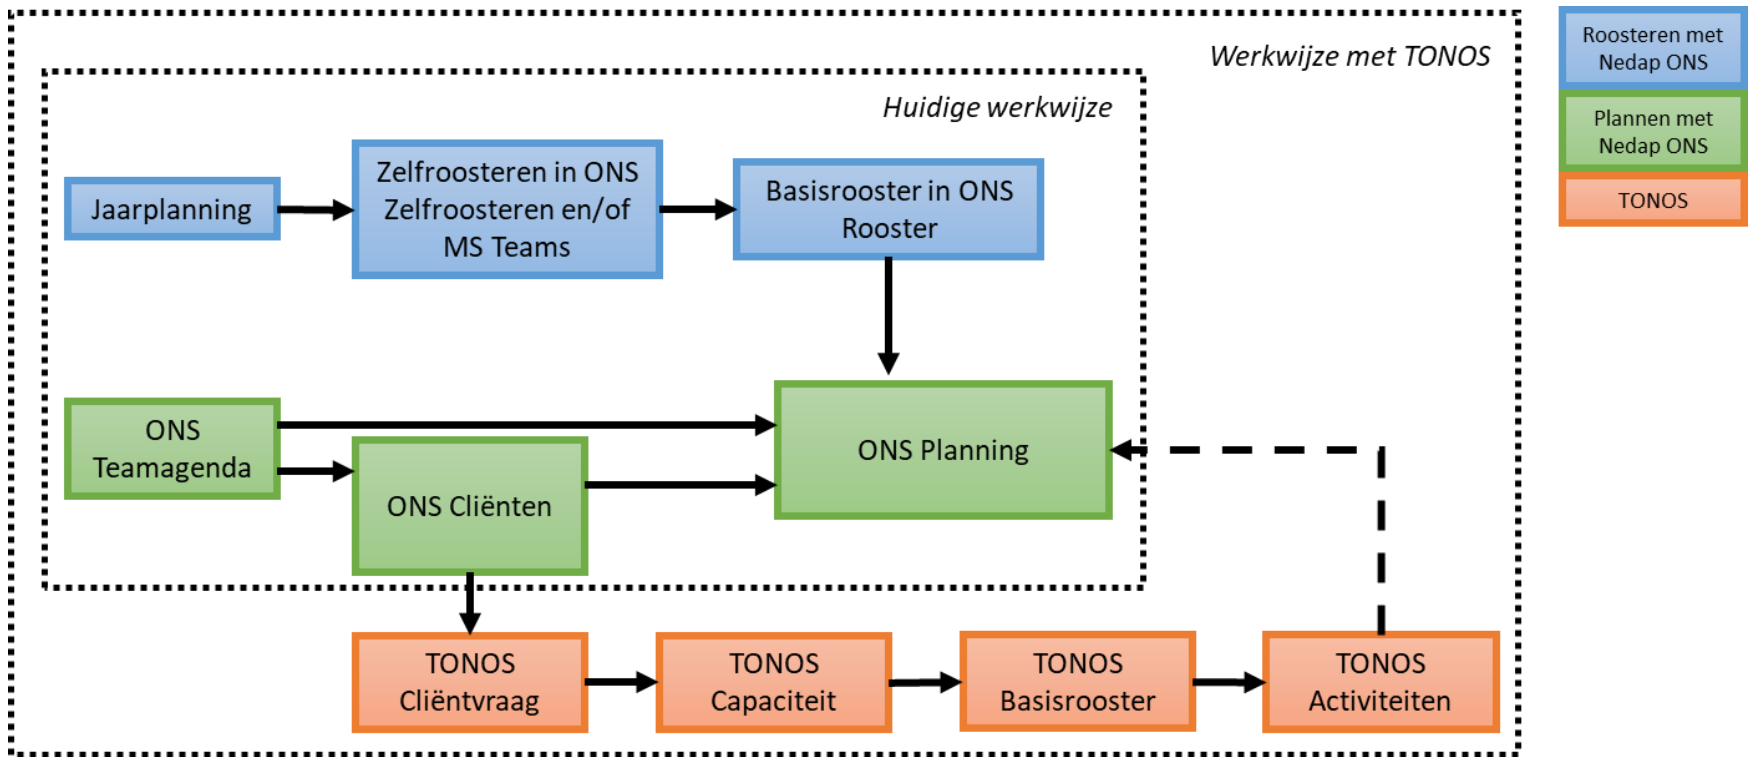 Werkwijze met TONOS
Huidige werkwijze
Jaarplanning
Zelfroosteren in ONS
Zelfroosteren en/of
MS Teams
Basisrooster in ONS
Rooster
ONS
Teamagenda
ONS Cliënten
ONS Planning
TONOS
Cliëntvraag
TONOS
Capaciteit
TONOS
Basisrooster
TONOS
Activiteiten
Roosteren met
Nedap ONS
Plannen met
Nedap ONS
TONOS